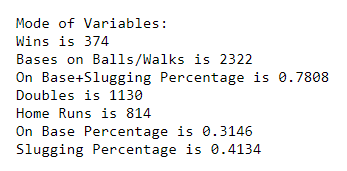 Mode of Variables:
Wins is 374
Bases on Balls/Walks is 2322
On Base+Slugging Percentage is 0.7808
Doubles is 1130
Home Runs is 814
On Base Percentage is 0.3146
Slugging Percentage is 0.4134